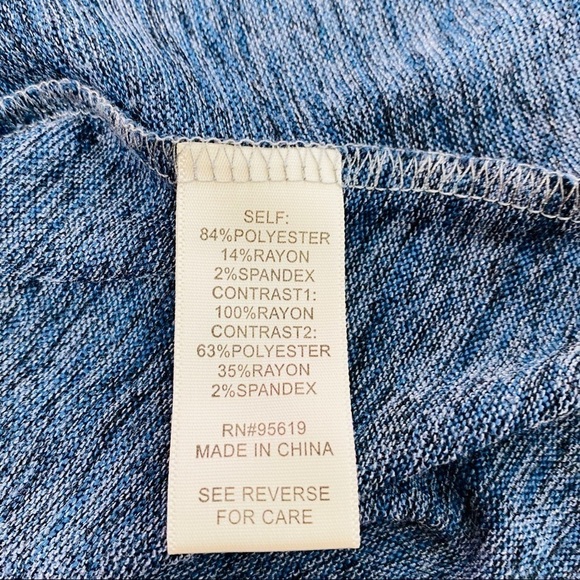 SELF:
84%POLYESTER
14%RAYON
2%SPANDEX
CONTRAST1:
100%RAYON
CONTRAST2:
63%POLYESTER
35%RAYON
2%SPANDEX
RN#95619
MADE IN CHINA
SEE REVERSE
FOR CARE